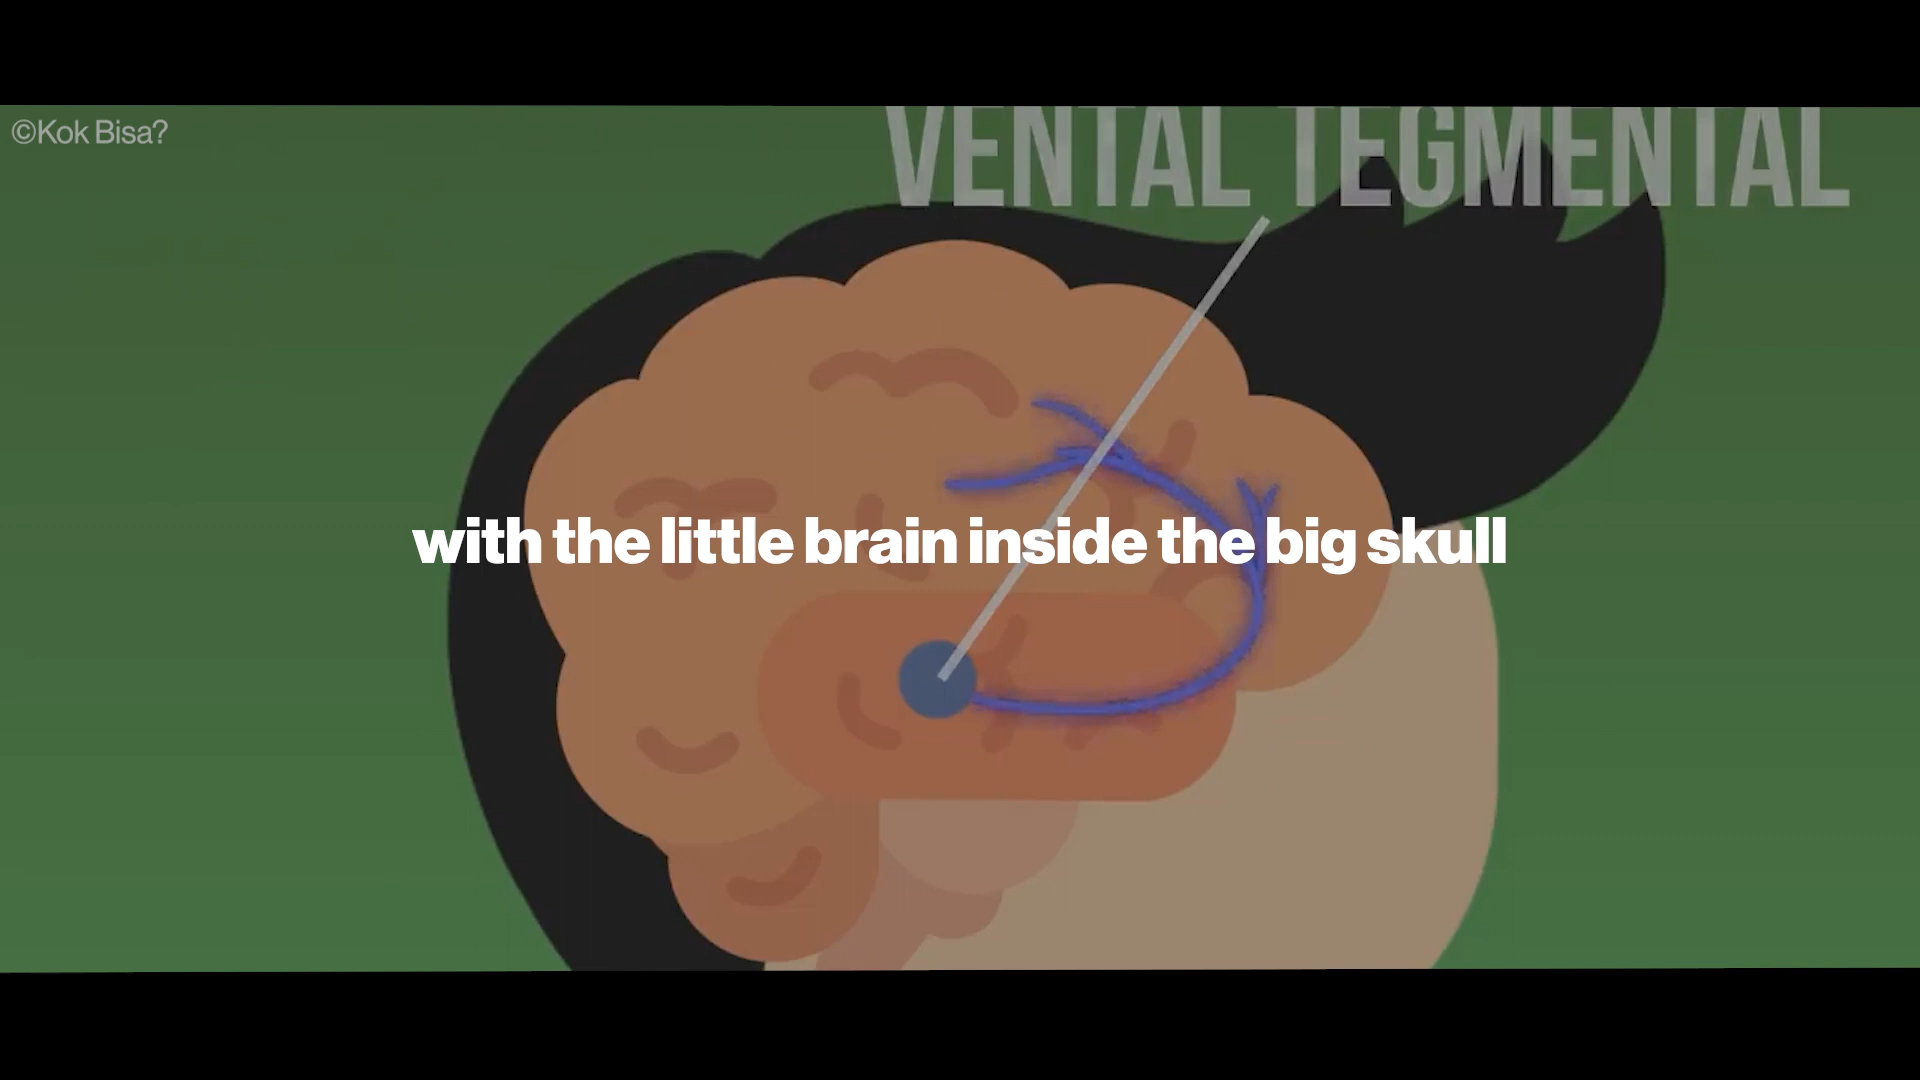 ©Kok Bisa?
VENTAL TEGMENTAL
with the little brain inside the big skull